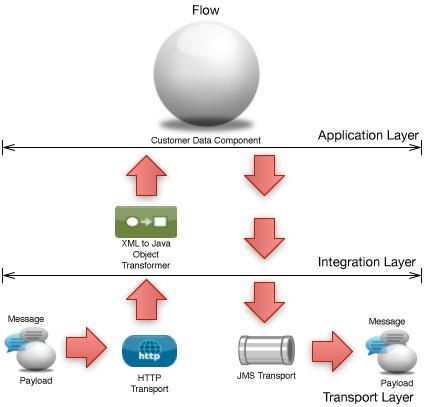 Flow
Customer Data Component
Application Layer
XML to Java
Object
Transformer
Integration Layer
Message
Payload
http
HTTP
Transport
JMS Transport
Message
Payload
Transport Layer